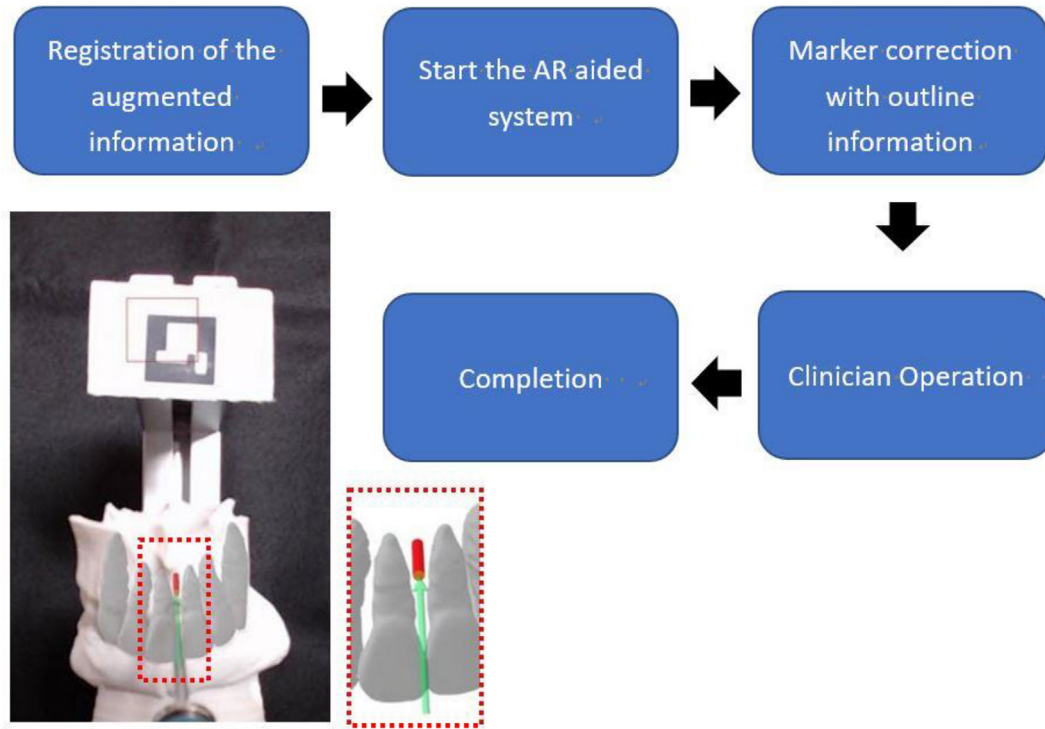 Registration of the
augmented
information
Start the AR aided
system
Marker correction
with outline
information
Clinician Operation
Completion